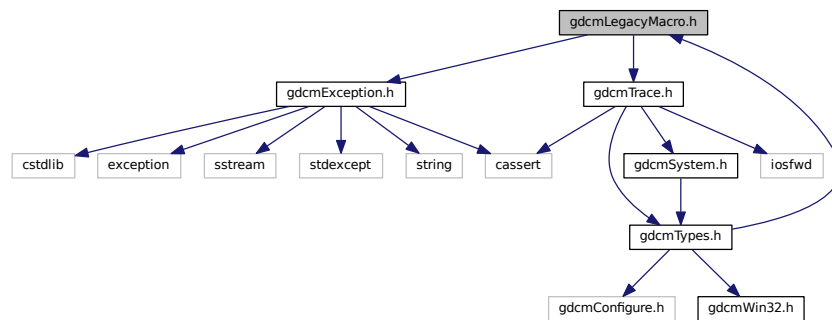 gdcmLegacyMacro.h
gdcmException.h
gdcmTrace.h
cstdlib
exception
sstream
stdexcept
string
cassert
gdcmSystem.h
iosfwd
gdcmTypes.h
gdcmConfigure.h
gdcmWin32.h